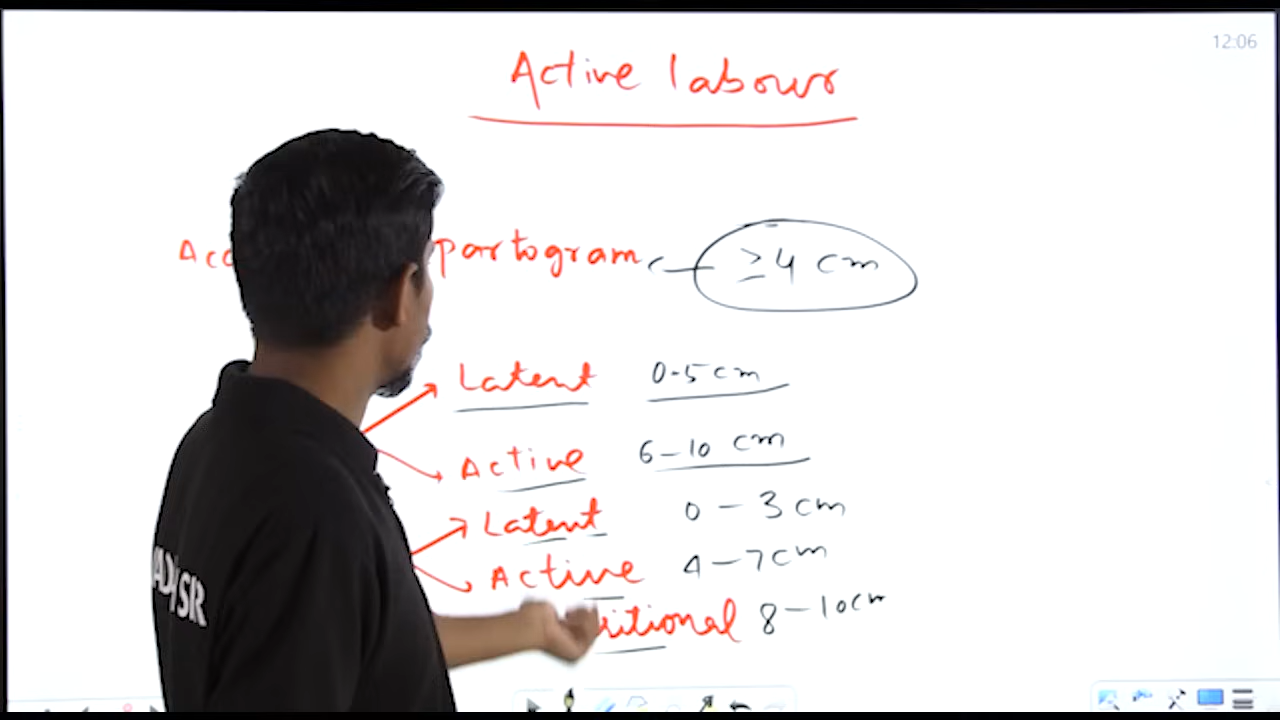 12:06
Active labour
partogram ≥4 cm
Latent 0-5 cm
Active 6-10 cm
Latent 0-3 cm
Active 4-7 cm
8-10 cm
SR